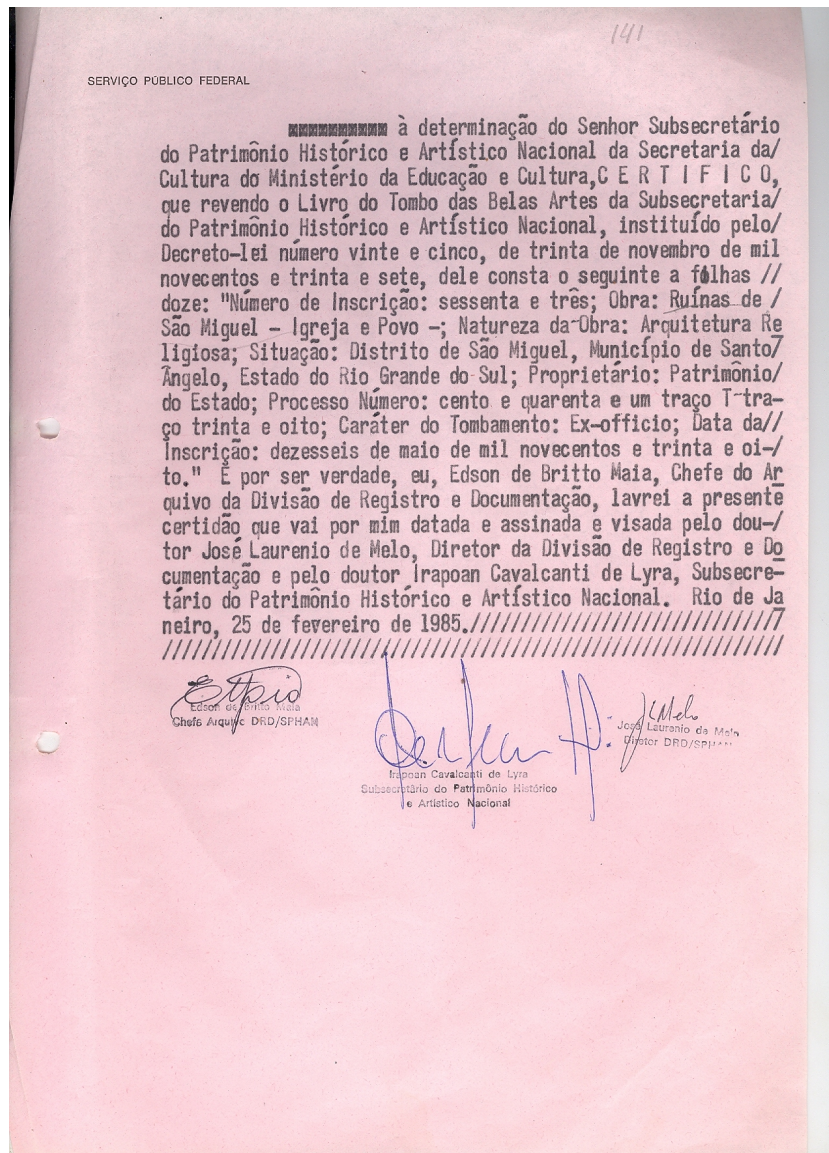 141
SERVIÇO PÚBLICO FEDERAL
à determinação do Senhor Subsecretário
do Patrimônio Histórico e Artístico Nacional da Secretaria da/
Cultura do Ministério da Educação e Cultura,C E R T I F I C O,
que revendo o Livro do Tombo das Belas Artes da Subsecretaria/
do Patrimônio Histórico e Artístico Nacional, instituído pelo/
Decreto-lei número vinte e cinco, de trinta de novembro de mil
novecentos e trinta e sete, dele consta o seguinte a folhas //
doze: "Número de Inscrição: sessenta e três; Obra: Ruínas de /
São Miguel - Igreja e Povo -; Natureza da Obra: Arquitetura Re
ligiosa; Situação: Distrito de São Miguel, Município de Santo/
Ângelo, Estado do Rio Grande do Sul; Proprietário: Patrimônio/
do Estado; Processo Número: cento e quarenta e um traço T tra-
ço trinta e oito; Caráter do Tombamento: Ex-officio; Data da//
Inscrição: dezesseis de maio de mil novecentos e trinta e oi-/
to." E por ser verdade, eu, Edson de Britto Maia, Chefe do Ar
quivo da Divisão de Registro e Documentação, lavrei a presente
certidão que vai por mim datada e assinada e visada pelo dou-/
tor José Laurenio de Melo, Diretor da Divisão de Registro e Do
cumentação e pelo doutor Irapoan Cavalcanti de Lyra, Subsecre-
tário do Patrimônio Histórico e Artístico Nacional. Rio de Ja
neiro, 25 de fevereiro de 1985.///////////////////////////////
//////////////////////////////////////////////////////////////
Edson de Britto Maia
Chefe Arquivo DRD/SPHAN
José Laurenio de Melo
Diretor DRD/SPHAN
Irapoan Cavalcanti de Lyra
Subsecretário do Patrimônio Histórico
e Artístico Nacional